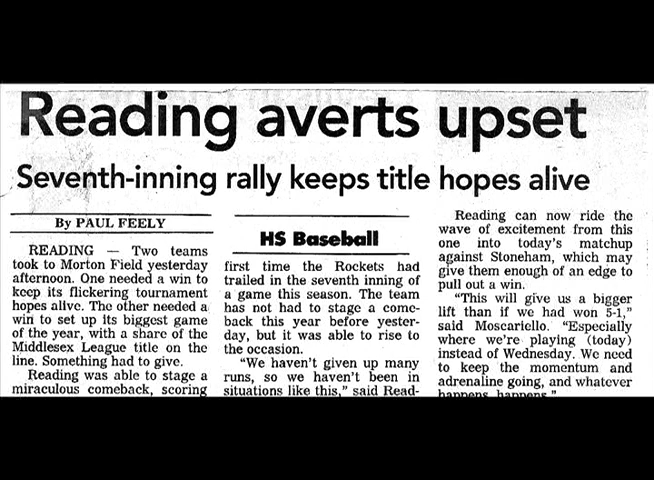 Reading averts upset
Seventh-inning rally keeps title hopes alive
By PAUL FEELY
READING — Two teams
took to Morton Field yesterday
afternoon. One needed a win to
keep its flickering tournament
hopes alive. The other needed a
win to set up its biggest game
of the year, with a share of the
Middlesex League title on the
line. Something had to give.
Reading was able to stage a
miraculous comeback, scoring
HS Baseball
first time the Rockets had
trailed in the seventh inning of
a game this season. The team
has not had to stage a come-
back this year before yester-
day, but it was able to rise to
the occasion.
"We haven't given up many
runs, so we haven't been in
situations like this," said Read-
Reading can now ride the
wave of excitement from this
one into today's matchup
against Stoneham, which may
give them enough of an edge to
pull out a win.
"This will give us a bigger
lift than if we had won 5-1,"
said Moscariello. "Especially
where we're playing (today)
instead of Wednesday. We need
to keep the momentum and
adrenaline going, and whatever
happens, happens."